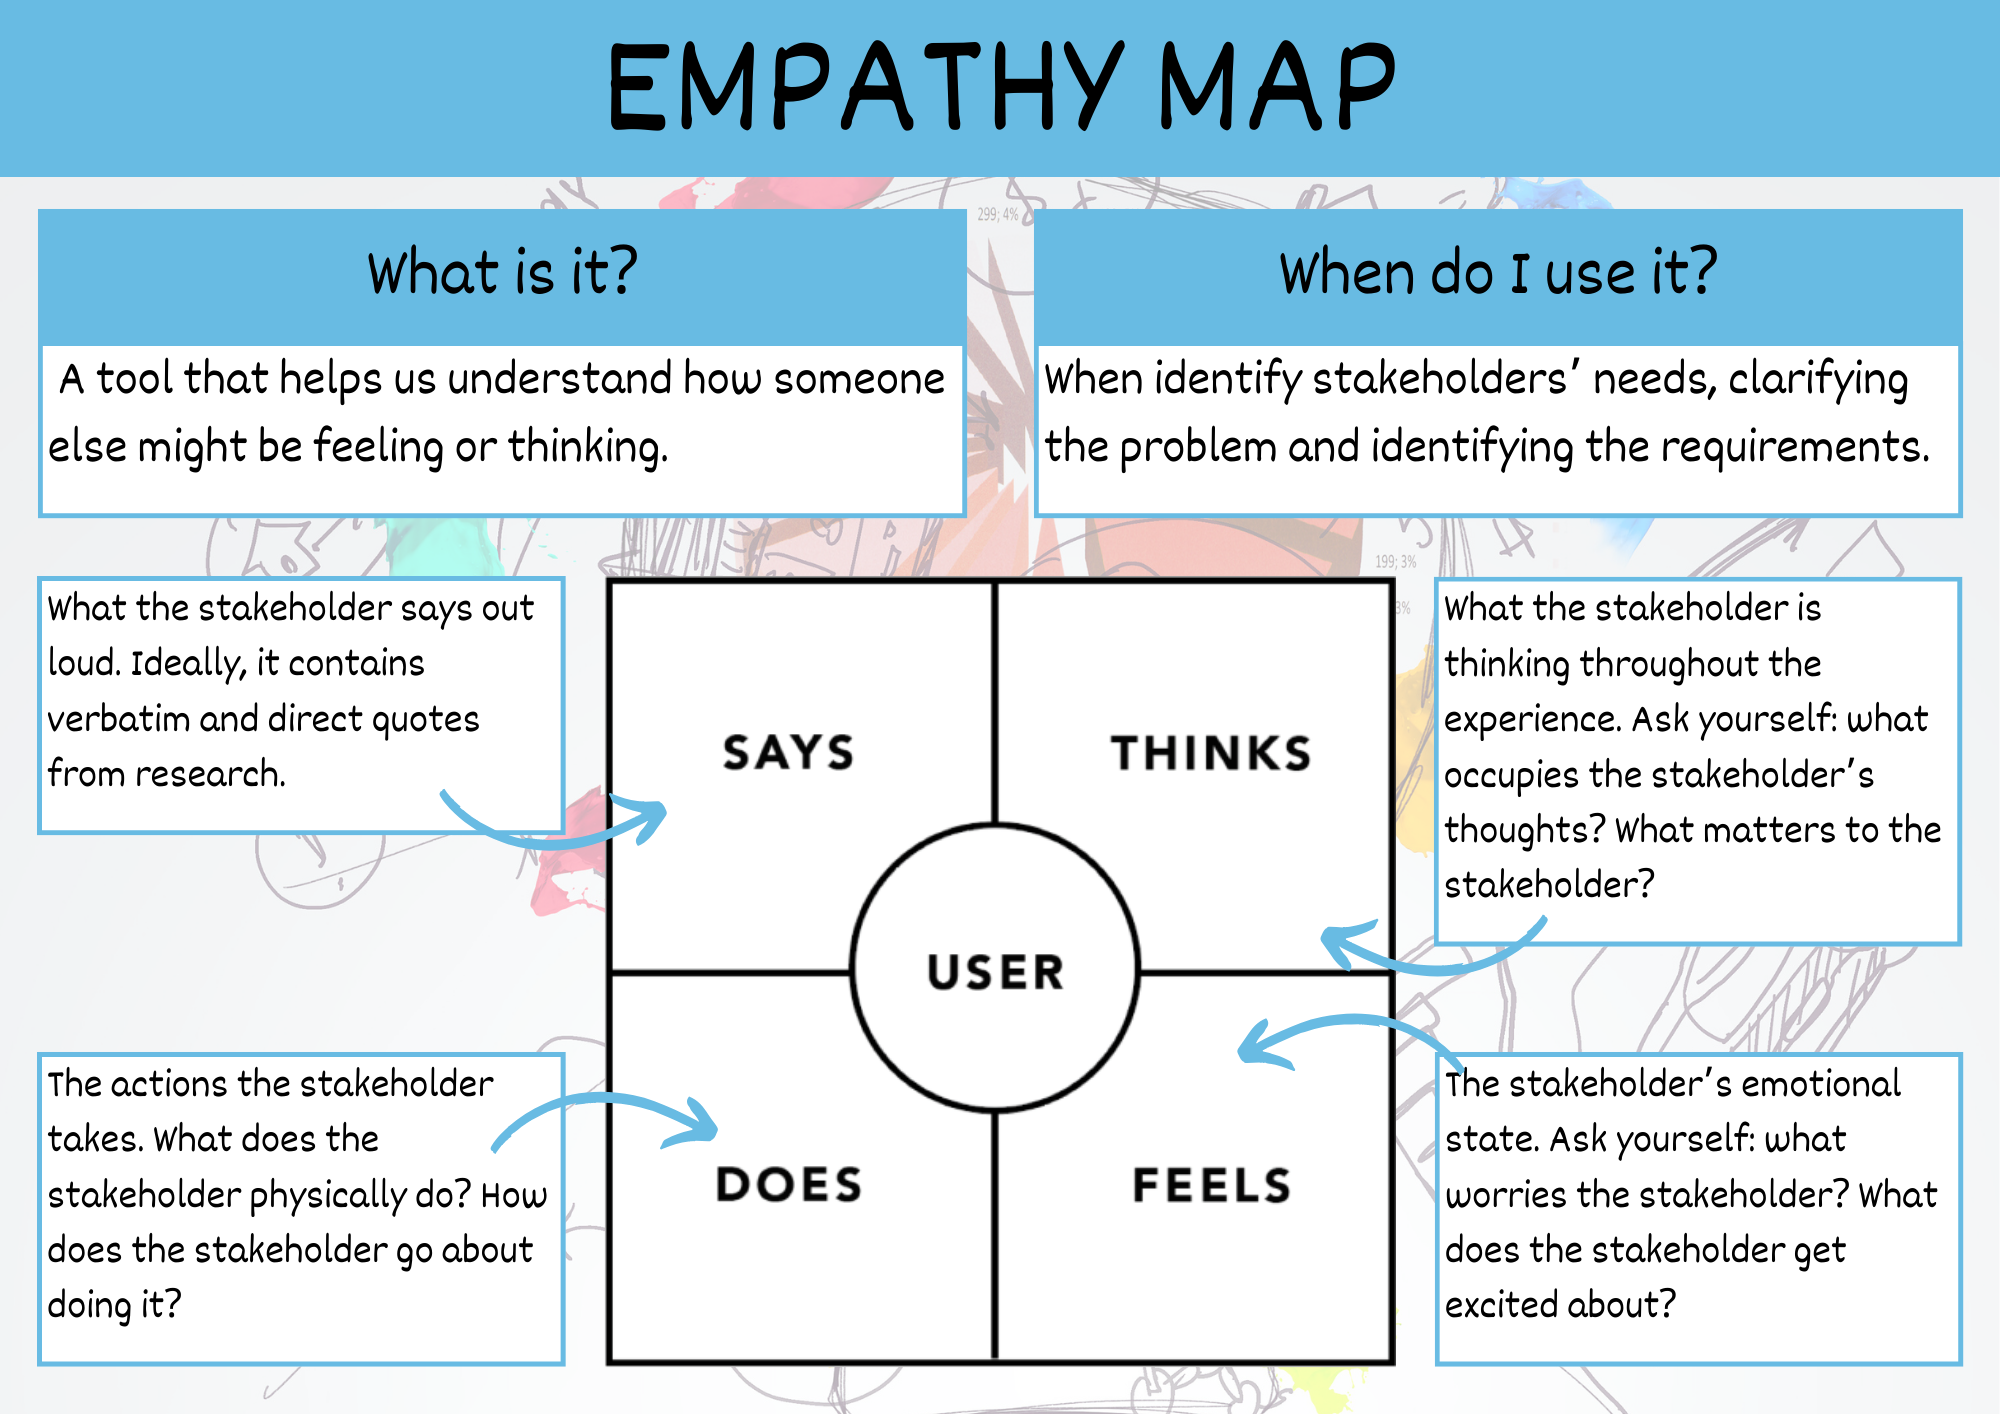 EMPATHY MAP
What is it?
A tool that helps us understand how someone
else might be feeling or thinking.
When do I use it?
When identify stakeholders’ needs, clarifying
the problem and identifying the requirements.
299; 4%
199; 3%
3%
What the stakeholder says out
loud. Ideally, it contains
verbatim and direct quotes
from research.
SAYS
THINKS
What the stakeholder is
thinking throughout the
experience. Ask yourself: what
occupies the stakeholder’s
thoughts? What matters to the
stakeholder?
USER
The actions the stakeholder
takes. What does the
stakeholder physically do? How
does the stakeholder go about
doing it?
DOES
FEELS
The stakeholder’s emotional
state. Ask yourself: what
worries the stakeholder? What
does the stakeholder get
excited about?